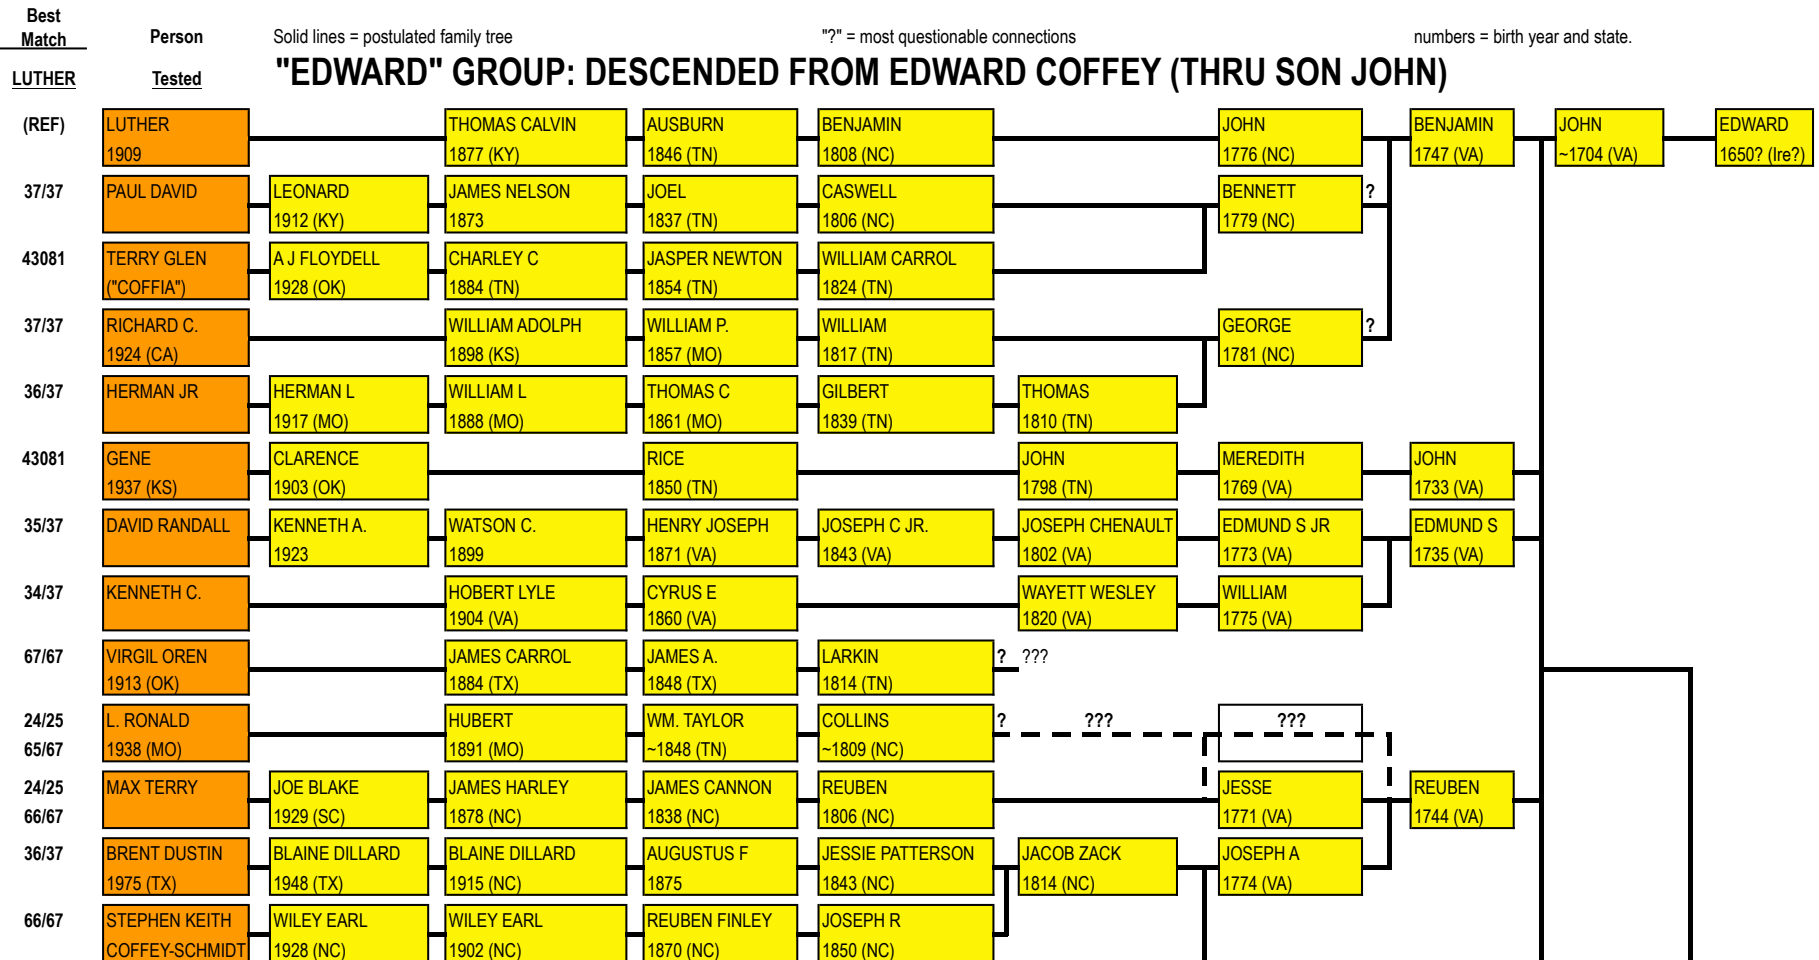 Best
Match Person Solid lines = postulated family tree "?" = most questionable connections numbers = birth year and state.
LUTHER Tested "EDWARD" GROUP: DESCENDED FROM EDWARD COFFEY (THRU SON JOHN)
(REF) LUTHER THOMAS CALVIN AUSBURN BENJAMIN JOHN BENJAMIN JOHN EDWARD
1909 1877 (KY) 1846 (TN) 1808 (NC) 1776 (NC) 1747 (VA) ~1704 (VA) 1650? (Ire?)
37/37 PAUL DAVID LEONARD JAMES NELSON JOEL CASWELL BENNETT ?
1912 (KY) 1873 1837 (TN) 1806 (NC) 1779 (NC)
43081 TERRY GLEN A J FLOYDELL CHARLEY C JASPER NEWTON WILLIAM CARROL
("COFFIA") 1928 (OK) 1884 (TN) 1854 (TN) 1824 (TN)
37/37 RICHARD C. WILLIAM ADOLPH WILLIAM P. WILLIAM GEORGE ?
1924 (CA) 1898 (KS) 1857 (MO) 1817 (TN) 1781 (NC)
36/37 HERMAN JR HERMAN L WILLIAM L THOMAS C GILBERT THOMAS
1917 (MO) 1888 (MO) 1861 (MO) 1839 (TN) 1810 (TN)
43081 GENE CLARENCE RICE JOHN MEREDITH JOHN
1937 (KS) 1903 (OK) 1850 (TN) 1798 (TN) 1769 (VA) 1733 (VA)
35/37 DAVID RANDALL KENNETH A. WATSON C. HENRY JOSEPH JOSEPH C JR. JOSEPH CHENAULT EDMUND S JR EDMUND S
1923 1899 1871 (VA) 1843 (VA) 1802 (VA) 1773 (VA) 1735 (VA)
34/37 KENNETH C. HOBERT LYLE CYRUS E WAYETT WESLEY WILLIAM
1904 (VA) 1860 (VA) 1820 (VA) 1775 (VA)
67/67 VIRGIL OREN JAMES CARROL JAMES A. LARKIN ? ???
1913 (OK) 1884 (TX) 1848 (TX) 1814 (TN)
24/25 L. RONALD HUBERT WM. TAYLOR COLLINS ? ??? ???
65/67 1938 (MO) 1891 (MO) ~1848 (TN) ~1809 (NC)
24/25 MAX TERRY JOE BLAKE JAMES HARLEY JAMES CANNON REUBEN JESSE REUBEN
66/67 1929 (SC) 1878 (NC) 1838 (NC) 1806 (NC) 1771 (VA) 1744 (VA)
36/37 BRENT DUSTIN BLAINE DILLARD BLAINE DILLARD AUGUSTUS F JESSIE PATTERSON JACOB ZACK JOSEPH A
1975 (TX) 1948 (TX) 1915 (NC) 1875 1843 (NC) 1814 (NC) 1774 (VA)
66/67 STEPHEN KEITH WILEY EARL WILEY EARL REUBEN FINLEY JOSEPH R
COFFEY-SCHMIDT 1928 (NC) 1902 (NC) 1870 (NC) 1850 (NC)